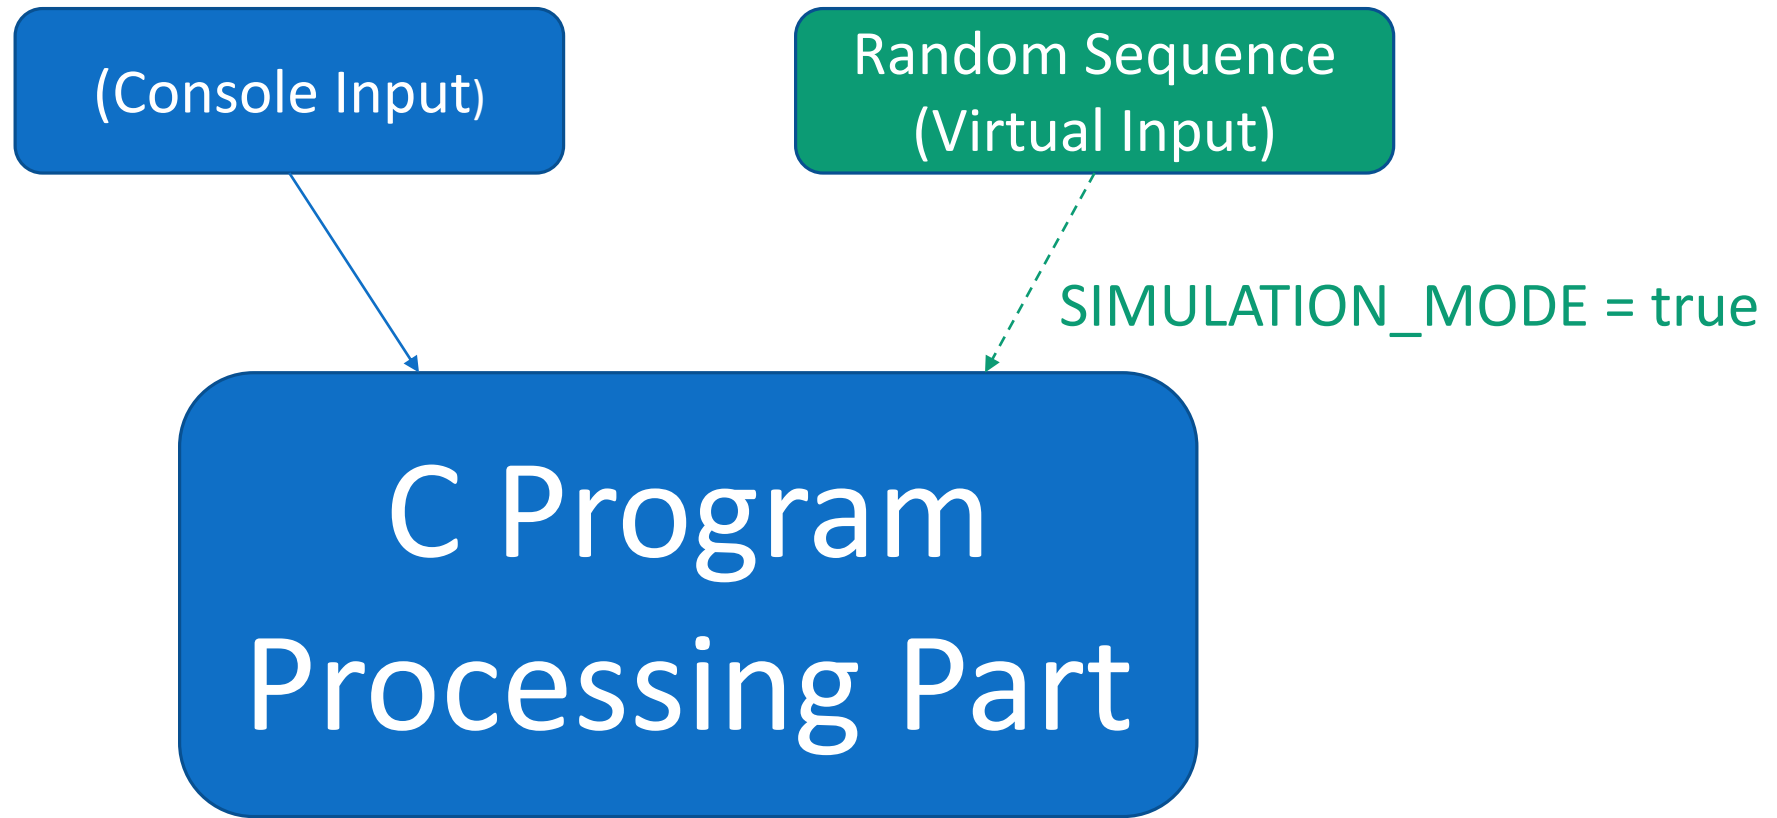 (Console Input)
Random Sequence
(Virtual Input)
SIMULATION_MODE = true
C Program
Processing Part